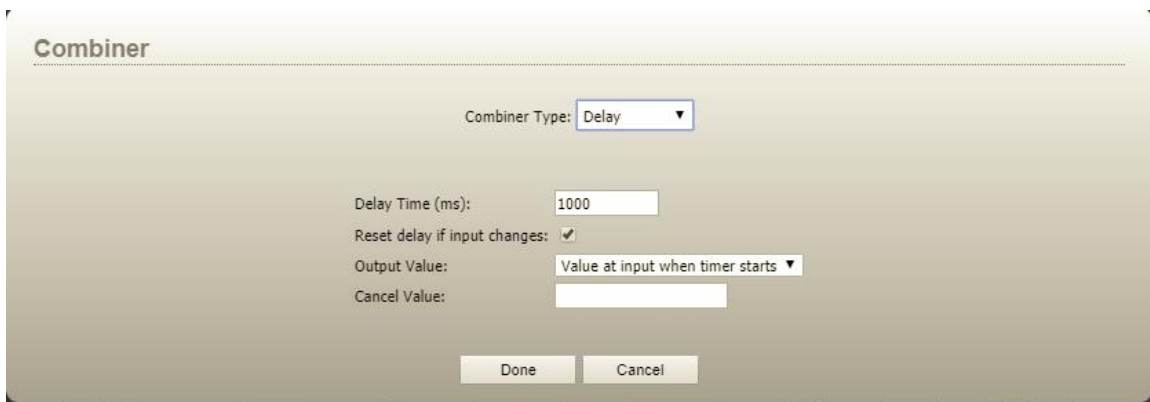 Combiner
Combiner Type: Delay
Delay Time (ms): 1000
Reset delay if input changes:
Output Value: Value at input when timer starts
Cancel Value:
Done Cancel